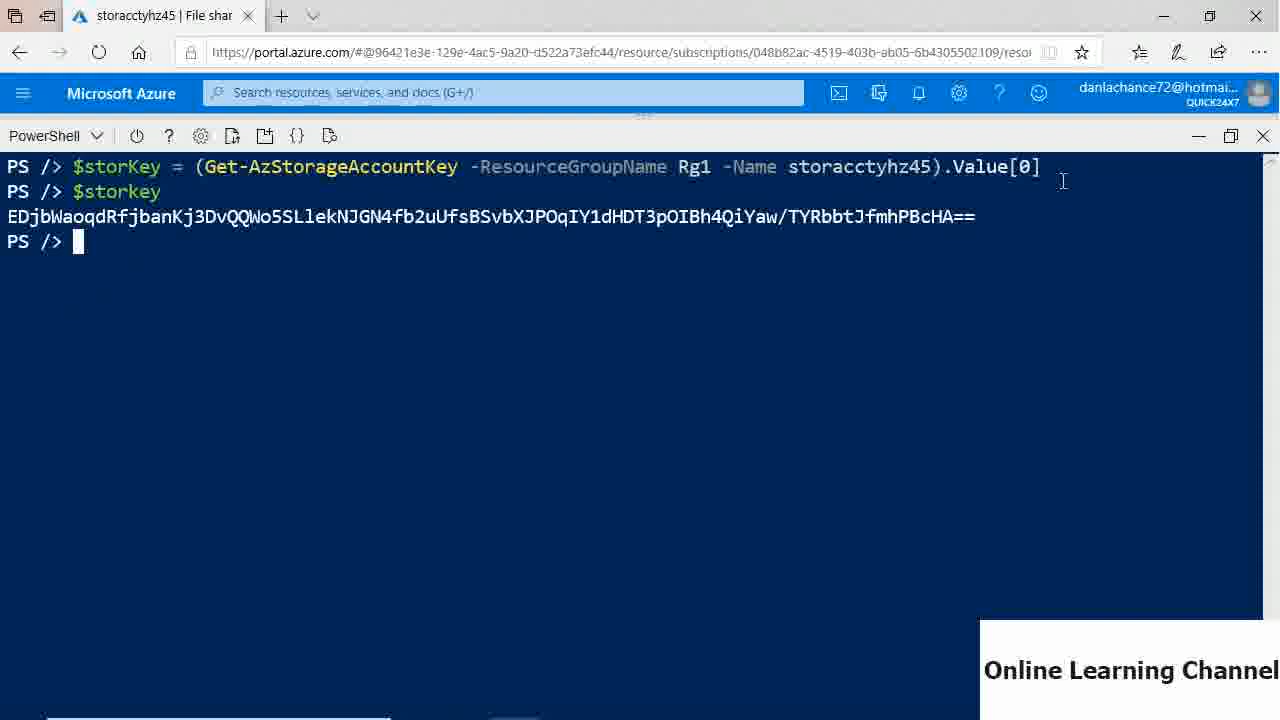 storacctyhz45 | File shar
https://portal.azure.com/#@96421e3e-129e-4ac5-9a20-d522a73efc44/resource/subscriptions/048b82ac-4519-403b-ab05-6b4305502109/resou
Microsoft Azure
Search resources, services, and docs (G+/)
danlachance72@hotmai...
QUICK24X7
PowerShell
PS /> $storKey = (Get-AzStorageAccountKey -ResourceGroupName Rg1 -Name storacctyhz45).Value[0]
PS /> $storkey
EDjbWaoqdRfjbanKj3DvQQWo5SLlekNJGN4fb2uUfsBSvbXJPOqIY1dHDT3pOIBh4QiYaw/TYRbbtJfmhPBcHA==
PS />
Online Learning Channel